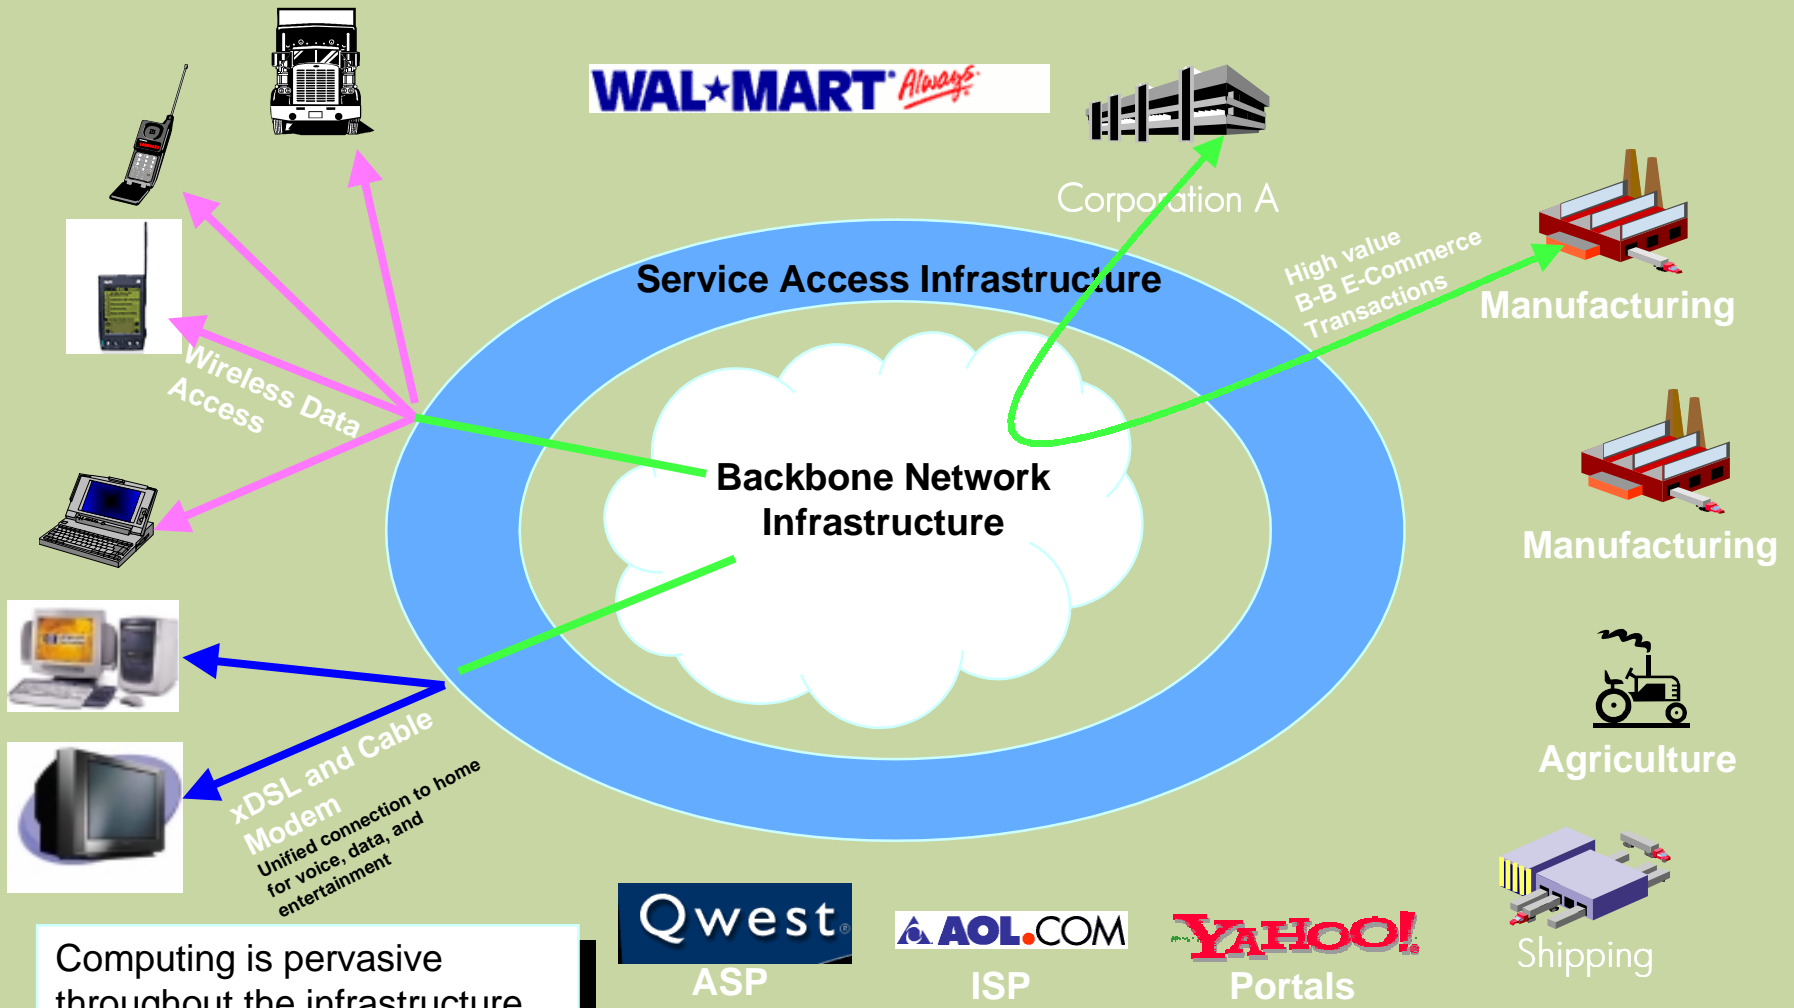 WAL★MART Always.
Corporation A
Service Access Infrastructure
High value
B-B E-Commerce
Transactions
Manufacturing
Wireless Data
Access
Backbone Network
Infrastructure
Manufacturing
Agriculture
xDSL and Cable
Modem
Unified connection to home
for voice, data, and
entertainment
Shipping
Qwest®
ASP
AOL.COM
ISP
YAHOO!
Portals
Computing is pervasive
throughout the infrastructure